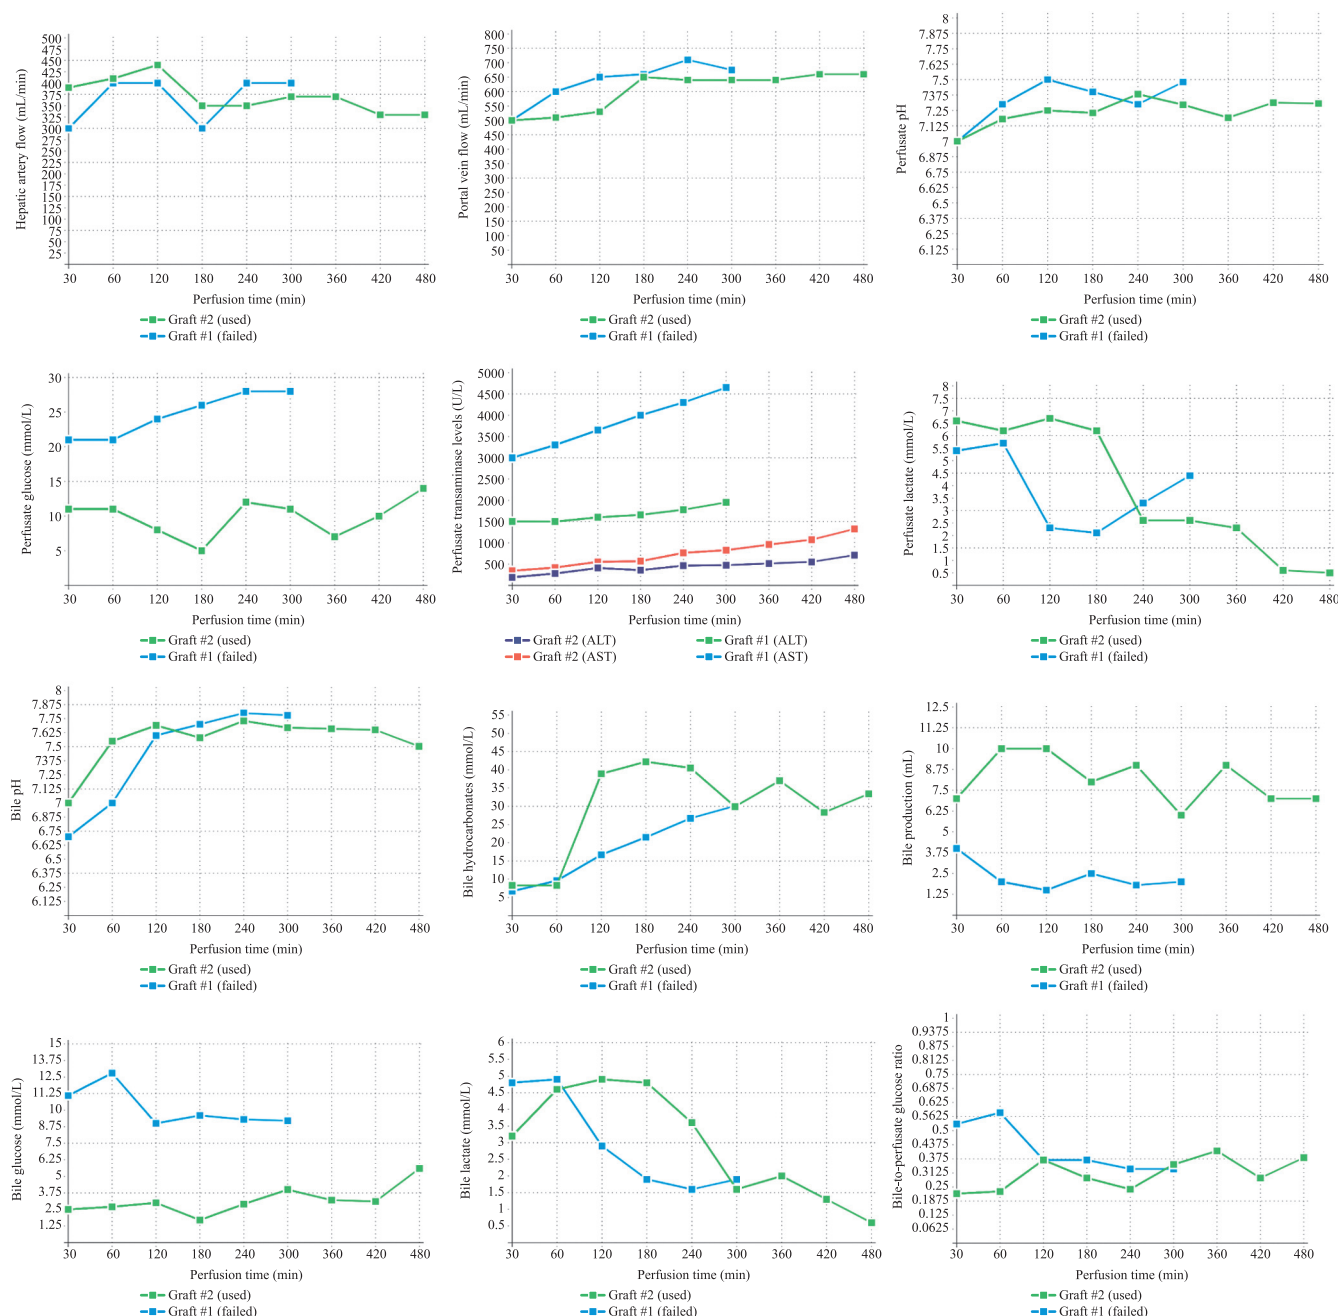 Hepatic artery flow (mL/min)
500
475
450
425
400
375
350
325
300
275
250
225
200
175
150
125
100
75
50
25
30 60 120 180 240 300 360 420 480
Perfusion time (min)
Graft #2 (used)
Graft #1 (failed)
Portal vein flow (mL/min)
800
750
700
650
600
550
500
450
400
350
300
250
200
150
100
50
30 60 120 180 240 300 360 420 480
Perfusion time (min)
Graft #2 (used)
Graft #1 (failed)
Perfusate pH
8
7.875
7.75
7.625
7.5
7.375
7.25
7.125
7
6.875
6.75
6.625
6.5
6.375
6.25
6.125
30 60 120 180 240 300 360 420 480
Perfusion time (min)
Graft #2 (used)
Graft #1 (failed)
Perfusate glucose (mmol/L)
30
25
20
15
10
5
30 60 120 180 240 300 360 420 480
Perfusion time (min)
Graft #2 (used)
Graft #1 (failed)
Perfusate transaminase levels (U/L)
5000
4500
4000
3500
3000
2500
2000
1500
1000
500
30 60 120 180 240 300 360 420 480
Perfusion time (min)
Graft #2 (ALT) Graft #1 (ALT)
Graft #2 (AST) Graft #1 (AST)
Perfusate lactate (mmol/L)
8
7.5
7
6.5
6
5.5
5
4.5
4
3.5
3
2.5
2
1.5
1
0.5
30 60 120 180 240 300 360 420 480
Perfusion time (min)
Graft #2 (used)
Graft #1 (failed)
Bile pH
8
7.875
7.75
7.625
7.5
7.375
7.25
7.125
7
6.875
6.75
6.625
6.5
6.375
6.25
6.125
30 60 120 180 240 300 360 420 480
Perfusion time (min)
Graft #2 (used)
Graft #1 (failed)
Bile hydrocarbonates (mmol/L)
55
50
45
40
35
30
25
20
15
10
5
30 60 120 180 240 300 360 420 480
Perfusion time (min)
Graft #2 (used)
Graft #1 (failed)
Bile production (mL)
12.5
11.25
10
8.75
7.5
6.25
5
3.75
2.5
1.25
30 60 120 180 240 300 360 420 480
Perfusion time (min)
Graft #2 (used)
Graft #1 (failed)
Bile glucose (mmol/L)
15
13.75
12.5
11.25
10
8.75
7.5
6.25
5
3.75
2.5
1.25
30 60 120 180 240 300 360 420 480
Perfusion time (min)
Graft #2 (used)
Graft #1 (failed)
Bile lactate (mmol/L)
6
5.5
5
4.5
4
3.5
3
2.5
2
1.5
1
0.5
30 60 120 180 240 300 360 420 480
Perfusion time (min)
Graft #2 (used)
Graft #1 (failed)
Bile-to-perfusate glucose ratio
1
0.9375
0.875
0.8125
0.75
0.6875
0.625
0.5625
0.5
0.4375
0.375
0.3125
0.25
0.1875
0.125
0.0625
30 60 120 180 240 300 360 420 480
Perfusion time (min)
Graft #2 (used)
Graft #1 (failed)